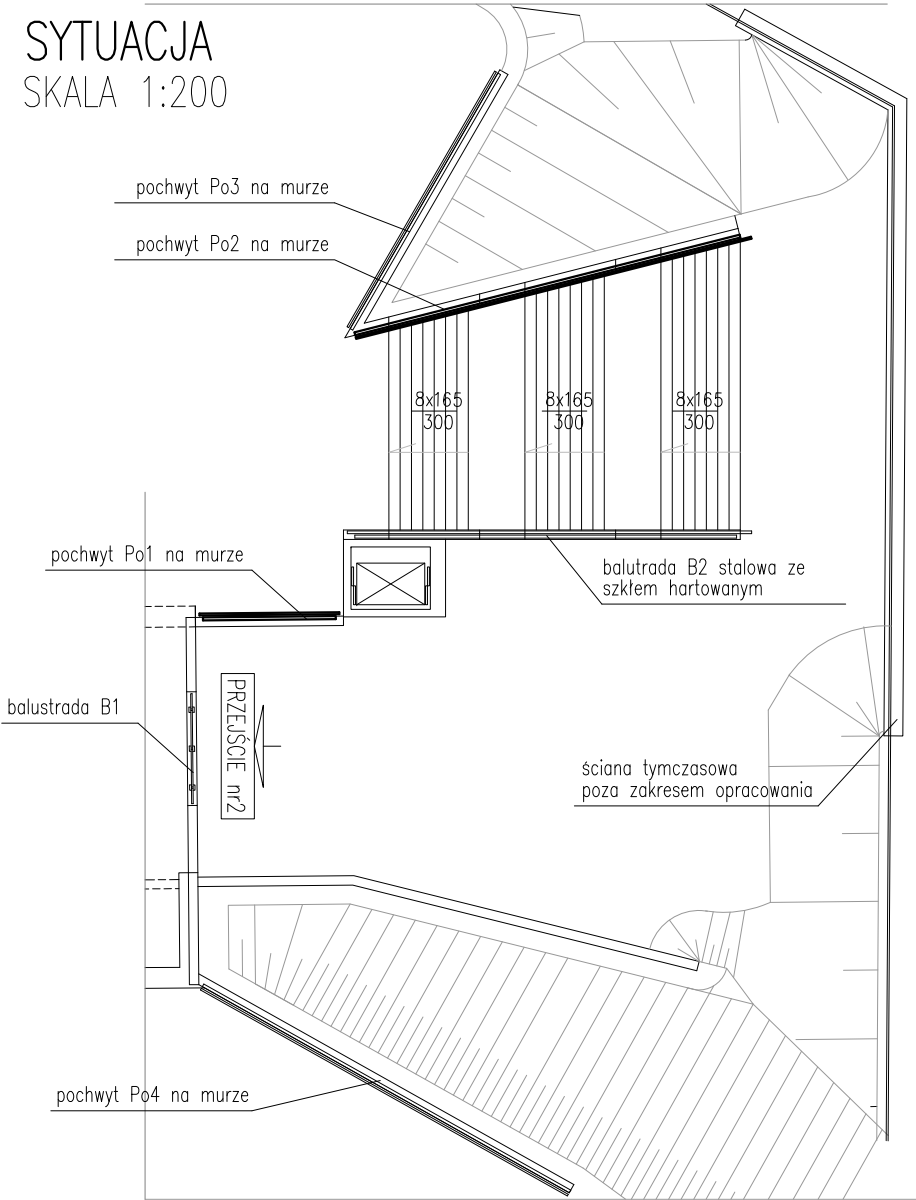 SYTUACJA
SKALA 1:200
pochwyt Po3 na murze
pochwyt Po2 na murze
8x165
300
8x165
300
8x165
300
pochwyt Po1 na murze
balutrada B2 stalowa ze
szkłem hartowanym
balustrada B1
PRZEJŚCIE nr2
ściana tymczasowa
poza zakresem opracowania
pochwyt Po4 na murze